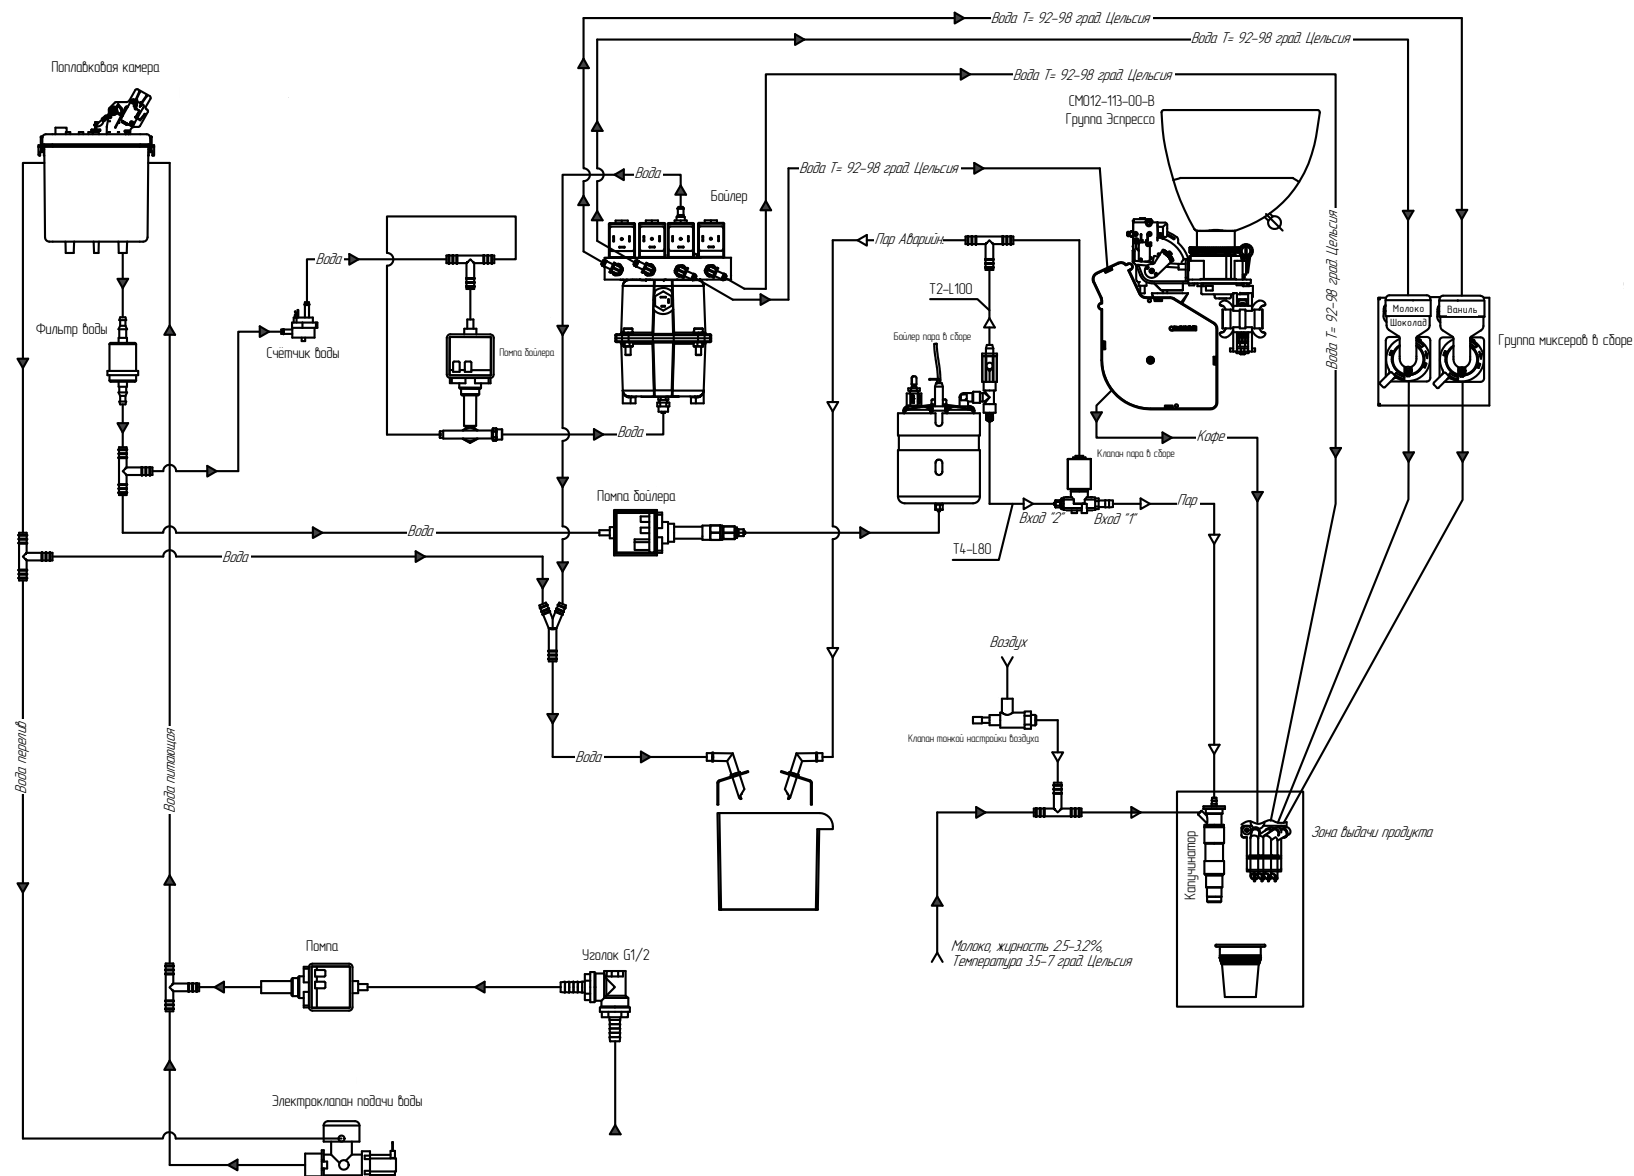 Вода Т= 92-98 град. Цельсия
Вода Т= 92-98 град. Цельсия
Поплавковая камера
Вода Т= 92-98 град. Цельсия
СМ012-113-00-В
Группа Эспрессо
Вода Т= 92-98 град. Цельсия
Вода
Бойлер
Пар Аварийн.
Вода
Вода Т= 92-98 град. Цельсия
Т2-L100
Молоко
Шоколад
Ваниль
Группа миксеров в сборе
Фильтр воды
Счетчик воды
Помпа бойлера
Бойлер пара в сборе
Вода
Кофе
Клапан пара в сборе
Помпа бойлера
Пар
Вход "2"
Вход "1"
Вода
Т4-L80
Вода
Воздух
Клапан тонкой настройки воздуха
Вода
Вода перелив
Вода питающая
Капучинатор
Зона выдачи продукта
Помпа
Уголок G1/2
Молоко, жирность 2.5-3.2%,
Температура 3.5-7 град. Цельсия
Электроклапан подачи воды